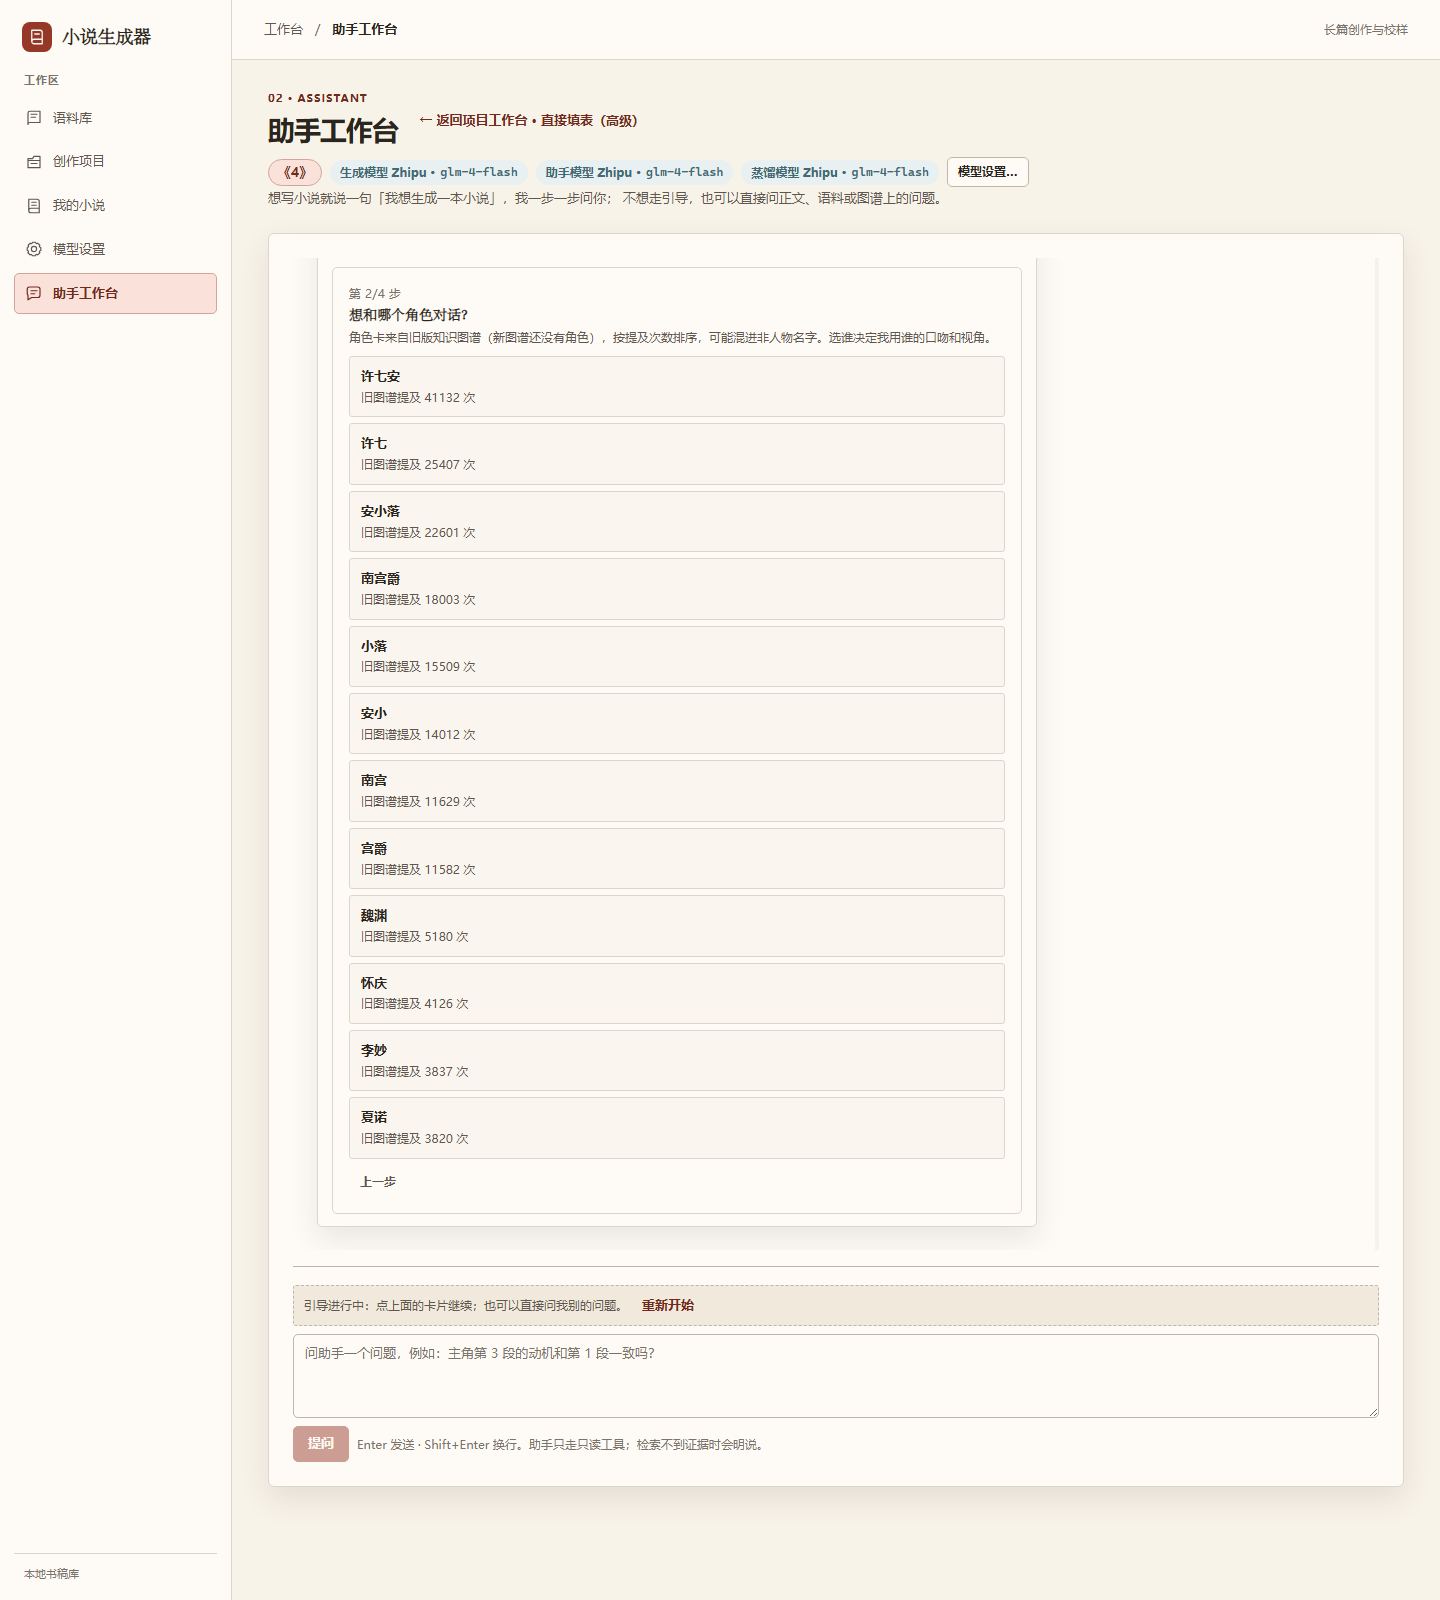 小说生成器
工作区
语料库
创作项目
我的小说
模型设置
助手工作台
本地书稿库
工作台 / 助手工作台
长篇创作与校样
02 • ASSISTANT
助手工作台
← 返回项目工作台 • 直接填表（高级）
《4》 生成模型 Zhipu • glm-4-flash 助手模型 Zhipu • glm-4-flash 蒸馏模型 Zhipu • glm-4-flash 模型设置...
想写小说就说一句「我想生成一本小说」，我一步一步问你； 不想走引导，也可以直接问正文、语料或图谱上的问题。
第 2/4 步
想和哪个角色对话？
角色卡来自旧版知识图谱（新图谱还没有角色），按提及次数排序，可能混进非人物名字。选谁决定我用谁的口吻和视角。
许七安
旧图谱提及 41132 次
许七
旧图谱提及 25407 次
安小落
旧图谱提及 22601 次
南宫爵
旧图谱提及 18003 次
小落
旧图谱提及 15509 次
安小
旧图谱提及 14012 次
南宫
旧图谱提及 11629 次
宫爵
旧图谱提及 11582 次
魏渊
旧图谱提及 5180 次
怀庆
旧图谱提及 4126 次
李妙
旧图谱提及 3837 次
夏诺
旧图谱提及 3820 次
上一步
引导进行中：点上面的卡片继续；也可以直接问我别的问题。 重新开始
问助手一个问题，例如：主角第 3 段的动机和第 1 段一致吗？
提问
Enter 发送 · Shift+Enter 换行。助手只走只读工具；检索不到证据时会明说。